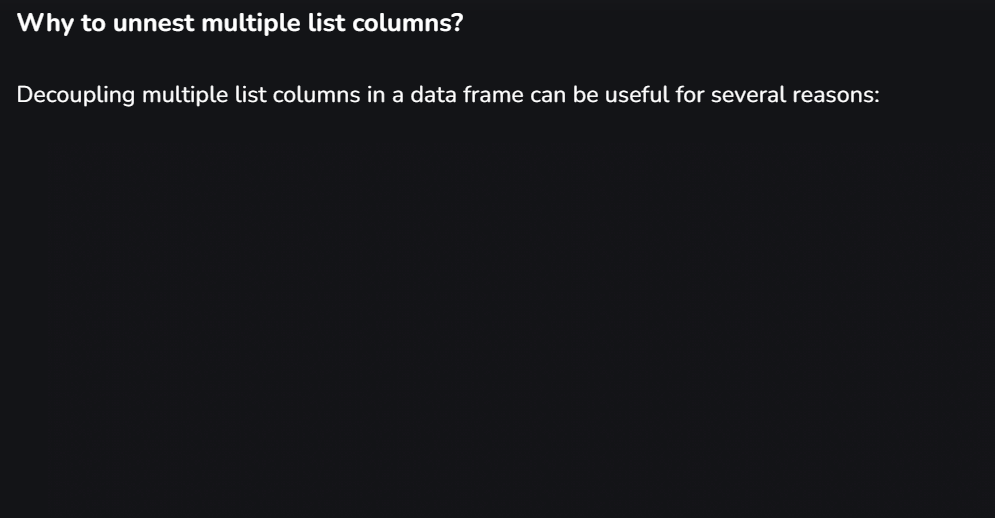 Why to unnest multiple list columns?
Decoupling multiple list columns in a data frame can be useful for several reasons: